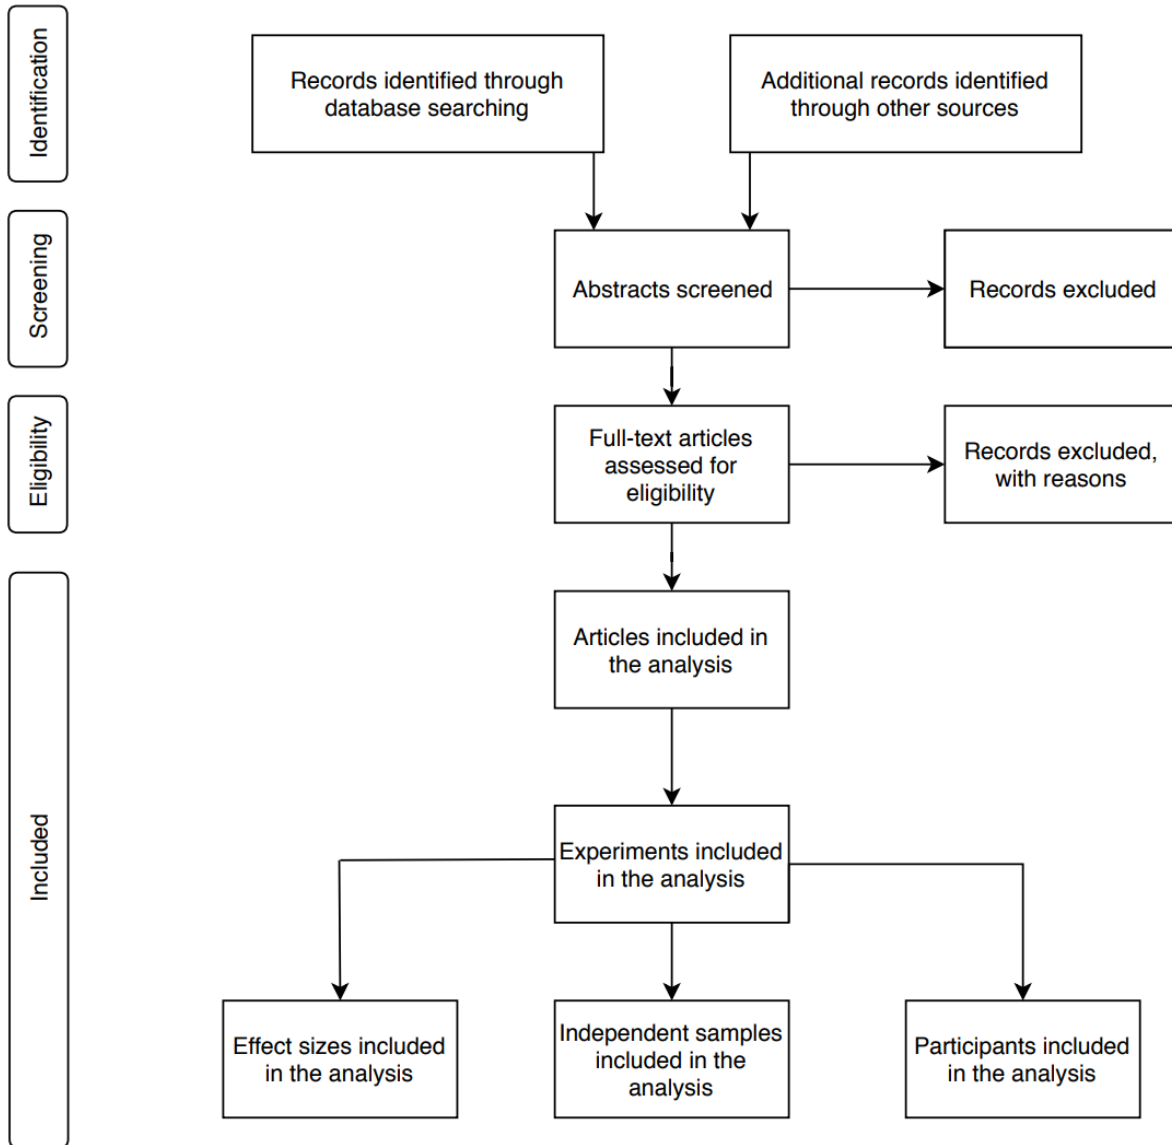 Identification
Records identified through
database searching
Additional records identified
through other sources
Screening
Abstracts screened
Records excluded
Eligibility
Full-text articles
assessed for
eligibility
Records excluded,
with reasons
Included
Articles included in
the analysis
Experiments included
in the analysis
Effect sizes included
in the analysis
Independent samples
included in the
analysis
Participants included
in the analysis